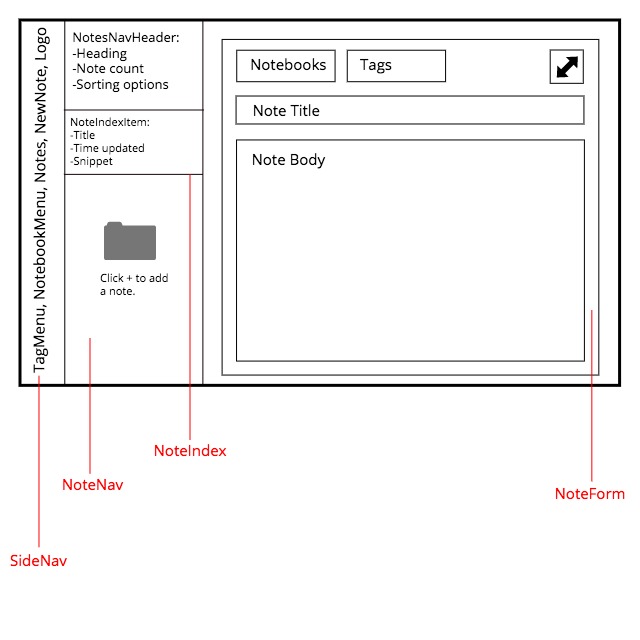 TagMenu, NotebookMenu, Notes, NewNote, Logo
NotesNavHeader:
-Heading
-Note count
-Sorting options
NoteIndexItem:
-Title
-Time updated
-Snippet
Click + to add
a note.
Notebooks
Tags
Note Title
Note Body
NoteIndex
NoteNav
NoteForm
SideNav